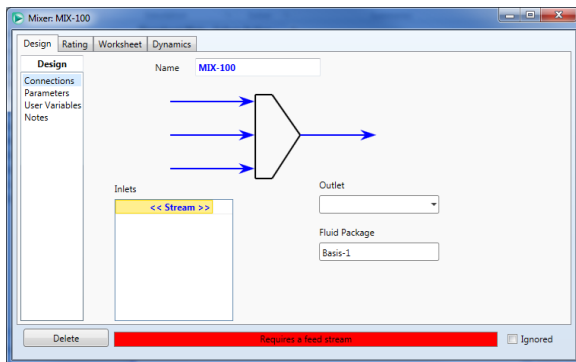 Mixer: MIX-100
Design Rating Worksheet Dynamics
Design
Connections
Parameters
User Variables
Notes
Name MIX-100
Inlets
<< Stream >>
Outlet
Fluid Package
Basis-1
Delete Requires a feed stream Ignored